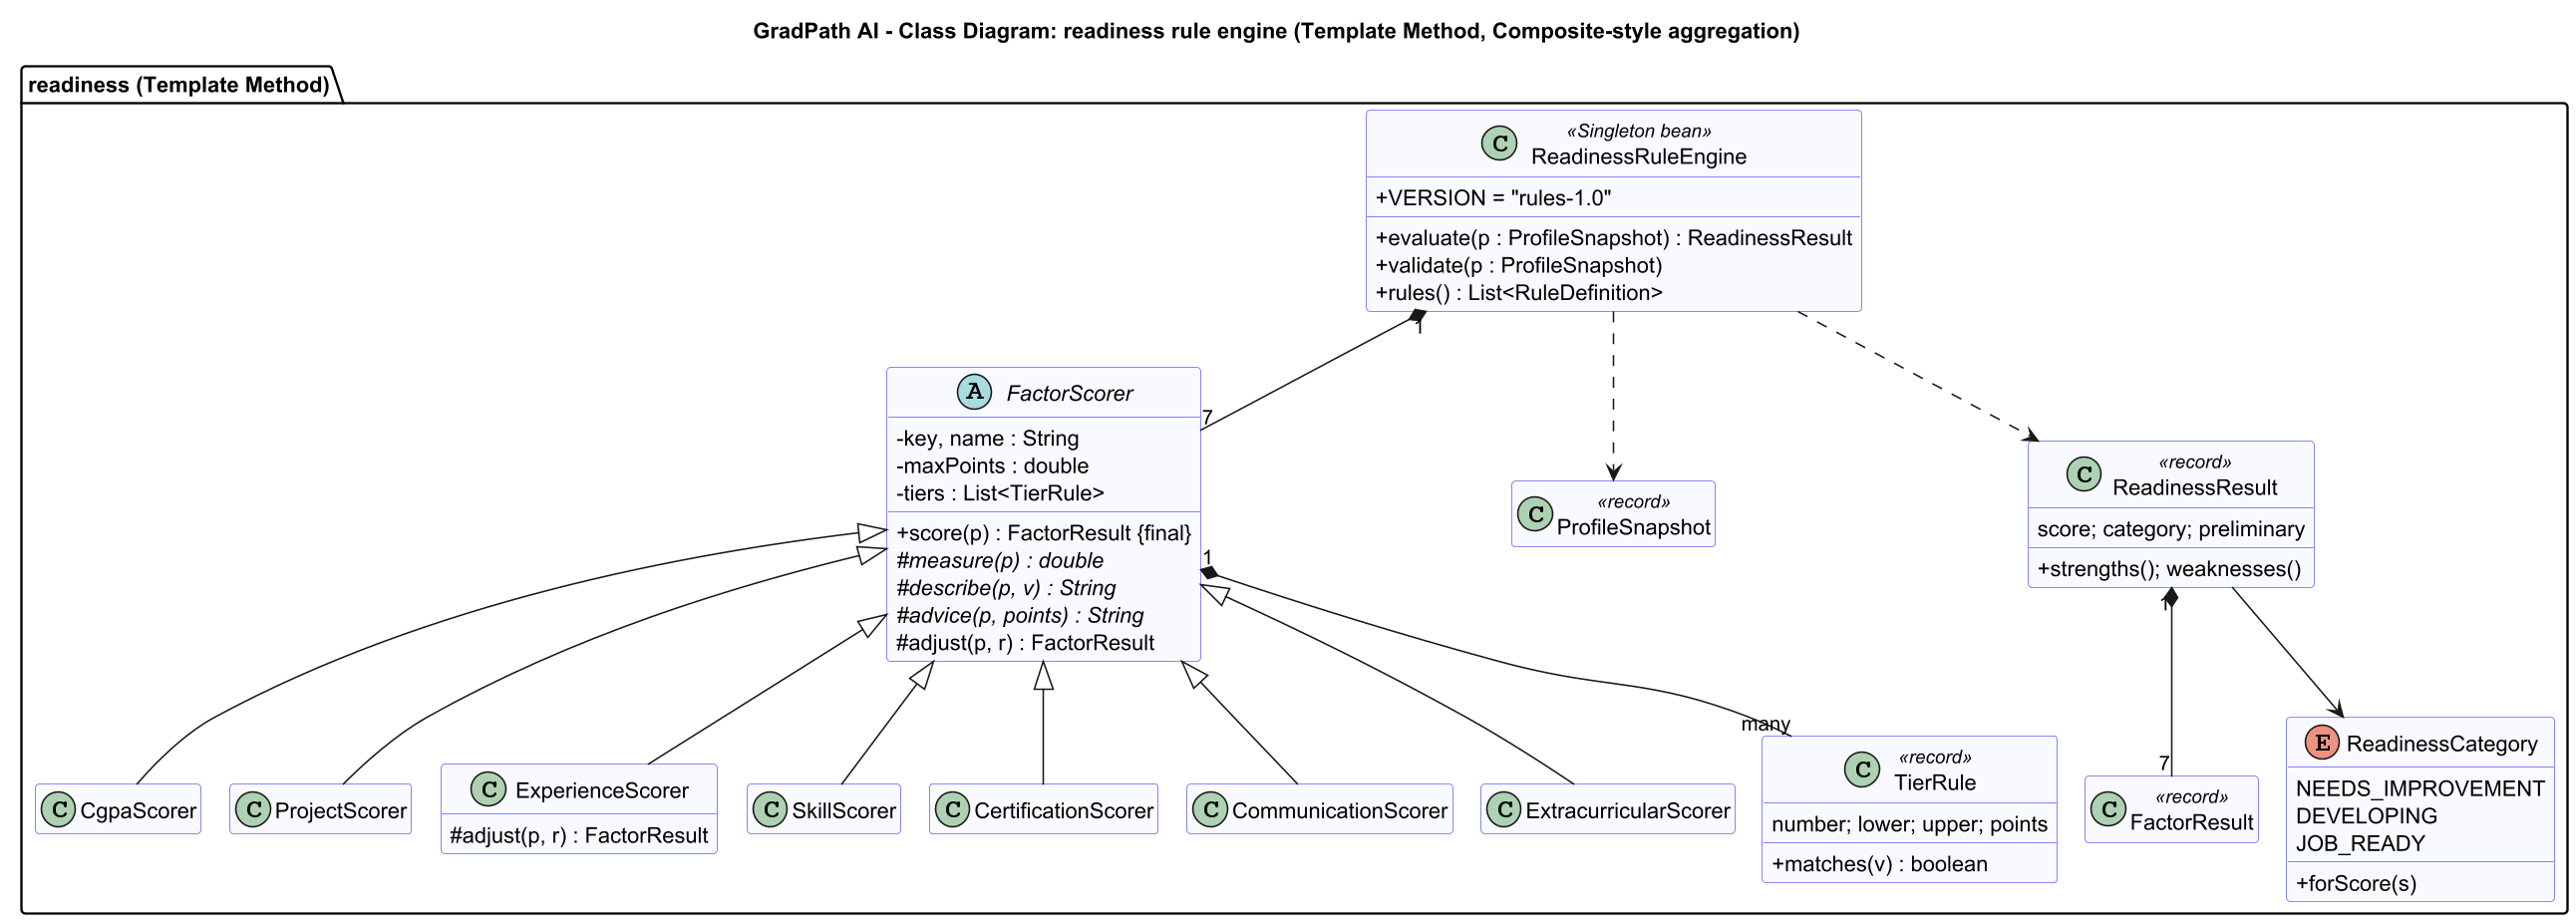 GradPath AI - Class Diagram: readiness rule engine (Template Method, Composite-style aggregation)
readiness (Template Method)
C
«Singleton bean»
ReadinessRuleEngine
+VERSION = "rules-1.0"
+evaluate(p : ProfileSnapshot) : ReadinessResult
+validate(p : ProfileSnapshot)
+rules() : List<RuleDefinition>
1
7
A
FactorScorer
-key, name : String
-maxPoints : double
-tiers : List<TierRule>
+score(p) : FactorResult {final}
#measure(p) : double
#describe(p, v) : String
#advice(p, points) : String
#adjust(p, r) : FactorResult
1
many
C
«record»
ProfileSnapshot
C
«record»
ReadinessResult
score; category; preliminary
+strengths(); weaknesses()
1
7
C
CgpaScorer
C
ProjectScorer
C
ExperienceScorer
#adjust(p, r) : FactorResult
C
SkillScorer
C
CertificationScorer
C
CommunicationScorer
C
ExtracurricularScorer
C
«record»
TierRule
number; lower; upper; points
+matches(v) : boolean
C
«record»
FactorResult
E
ReadinessCategory
NEEDS_IMPROVEMENT
DEVELOPING
JOB_READY
+forScore(s)